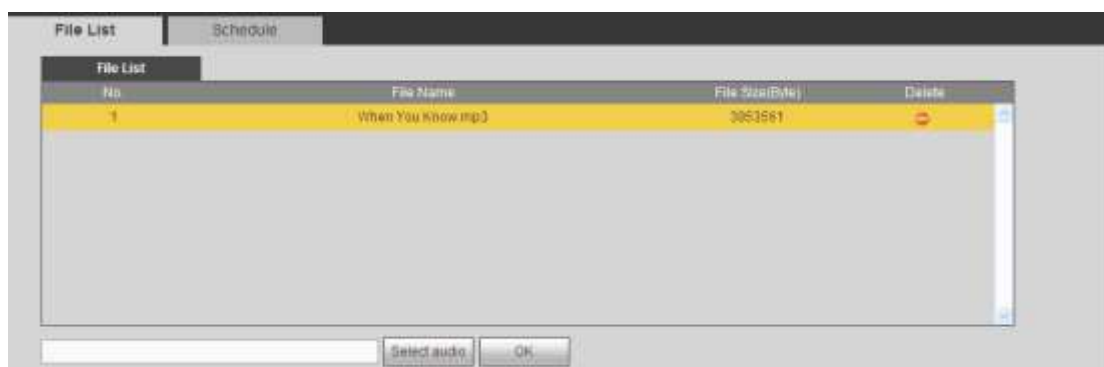 File List Schedule
File List
No. File Name File Size(Byte) Delete
1 When You Know.mp3 3953561
Select audio OK